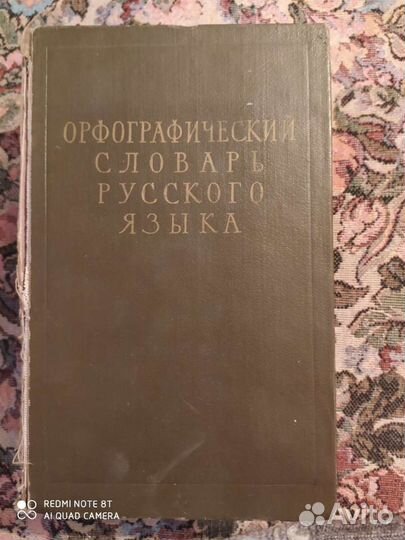 ОРФОГРАФИЧЕСКИЙ
СЛОВАРЬ
РУССКОГО
ЯЗЫКА
REDMI NOTE 8T
AI QUAD CAMERA
Avito